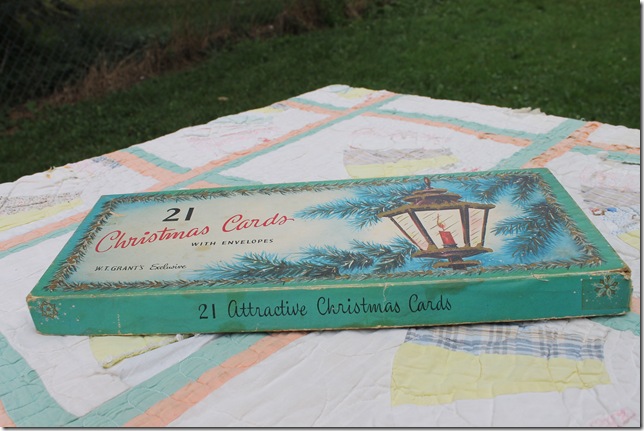 21
Christmas Cards
WITH ENVELOPES
W.T. GRANT'S Exclusive
21 Attractive Christmas Cards